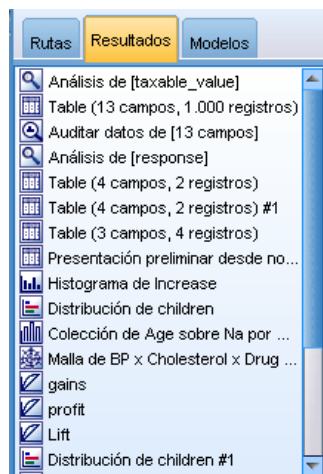 Rutas Resultados Modelos
Análisis de [taxable_value]
Table (13 campos, 1.000 registros)
Auditar datos de [13 campos]
Análisis de [response]
Table (4 campos, 2 registros)
Table (4 campos, 2 registros) #1
Table (3 campos, 4 registros)
Presentación preliminar desde no...
Histograma de Increase
Distribución de children
Colección de Age sobre Na por ...
Malla de BP x Cholesterol x Drug ...
gains
profit
Lift
Distribución de children #1